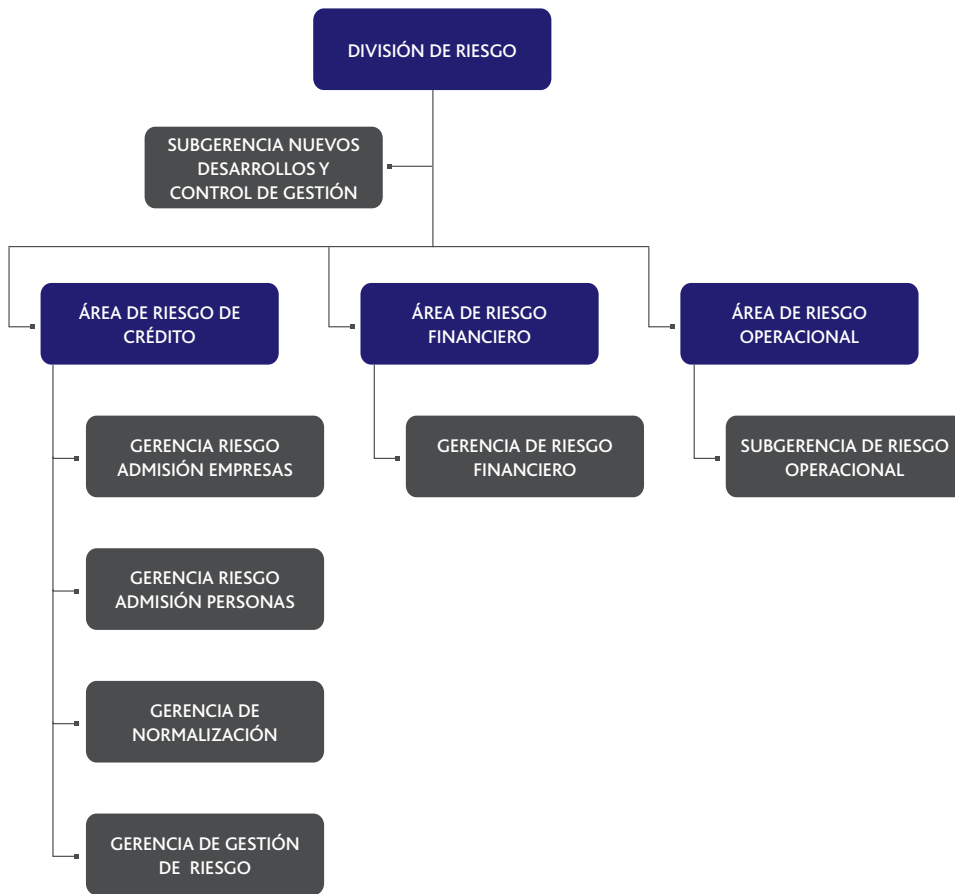 DIVISIÓN DE RIESGO
SUBGERENCIA NUEVOS
DESARROLLOS Y
CONTROL DE GESTIÓN
ÁREA DE RIESGO DE
CRÉDITO
ÁREA DE RIESGO
FINANCIERO
ÁREA DE RIESGO
OPERACIONAL
GERENCIA RIESGO
ADMISIÓN EMPRESAS
GERENCIA DE RIESGO
FINANCIERO
SUBGERENCIA DE RIESGO
OPERACIONAL
GERENCIA RIESGO
ADMISIÓN PERSONAS
GERENCIA DE
NORMALIZACIÓN
GERENCIA DE GESTIÓN
DE RIESGO